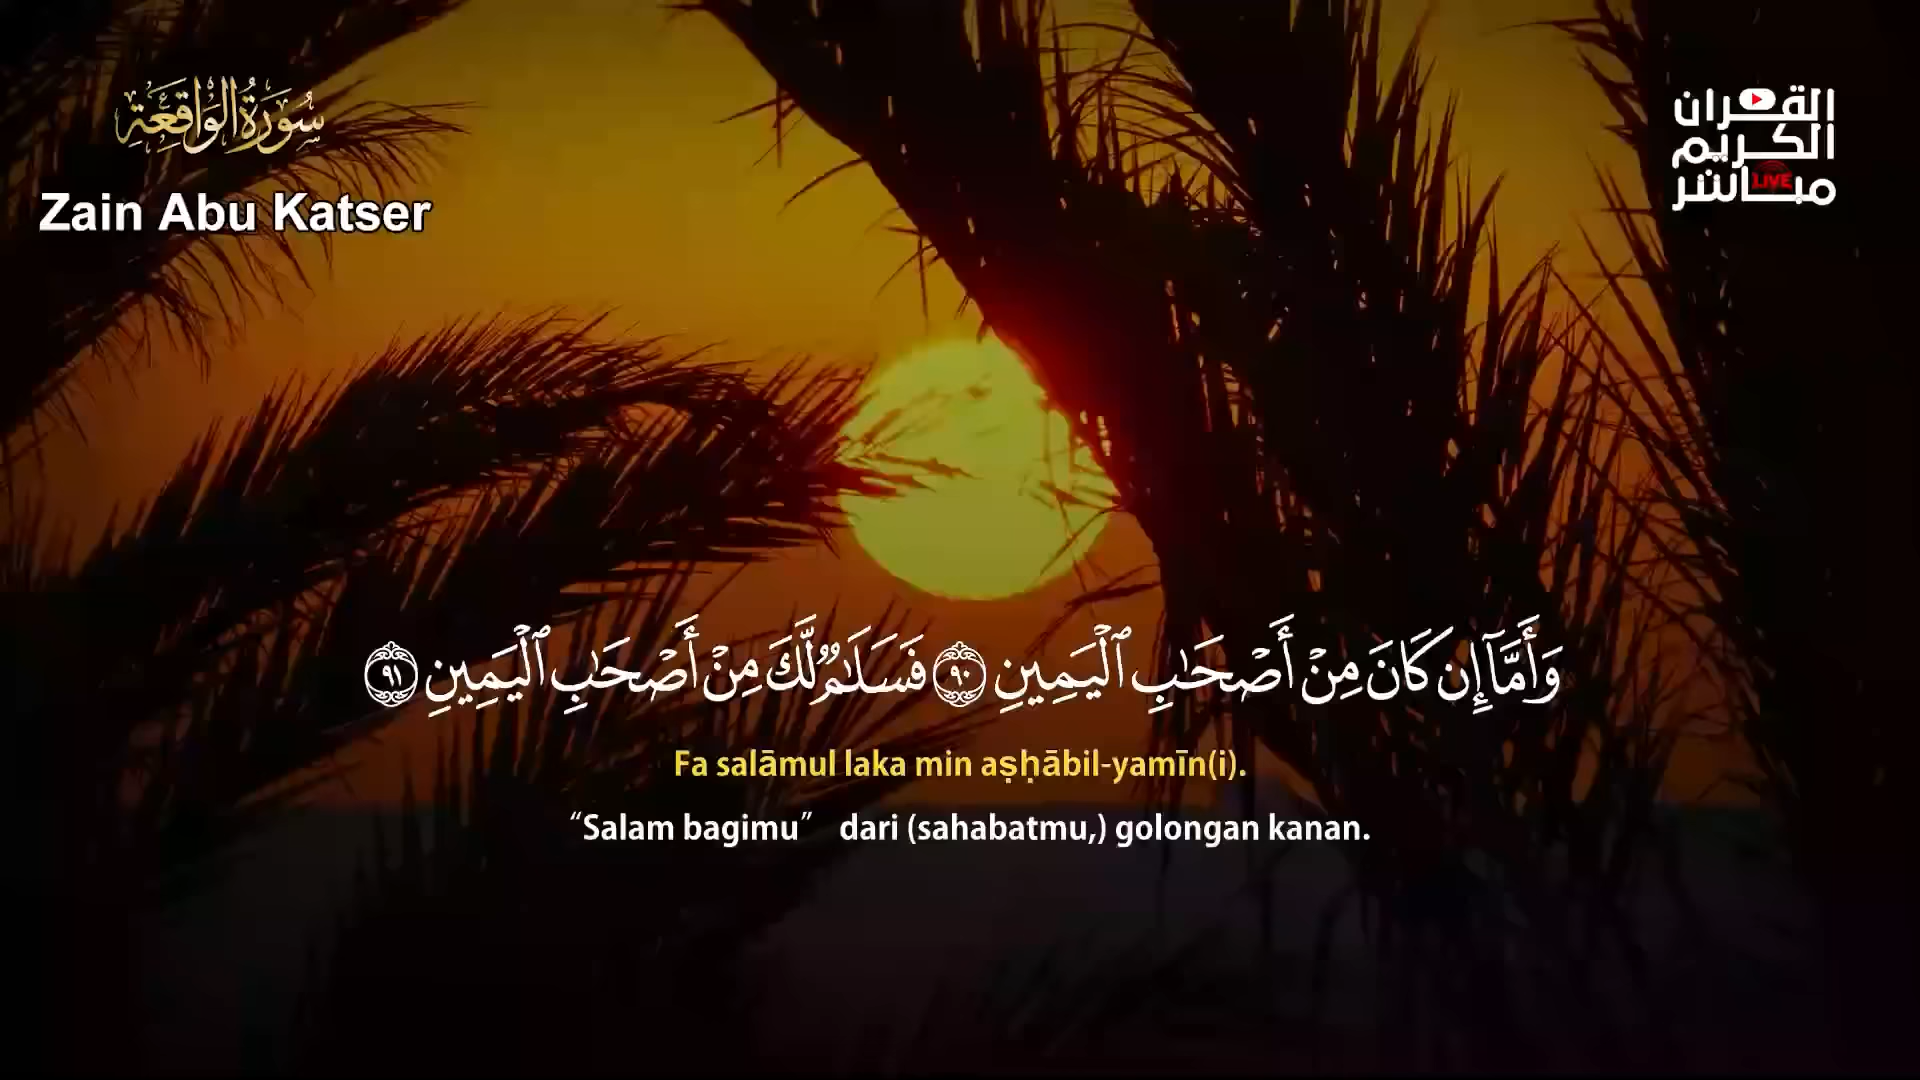 سُورَةُ الْوَاقِعَةِ
Zain Abu Katser
القرآن
الكريم
مباشر
LIVE
وَأَمَّآ إِن كَانَ مِنْ أَصْحَـٰبِ ٱلْيَمِينِ ٩٠ فَسَلَـٰمٌ لَّكَ مِنْ أَصْحَـٰبِ ٱلْيَمِينِ ٩١
Fa salāmul laka min aṣḥābil-yamīn(i).
“Salam bagimu” dari (sahabatmu,) golongan kanan.